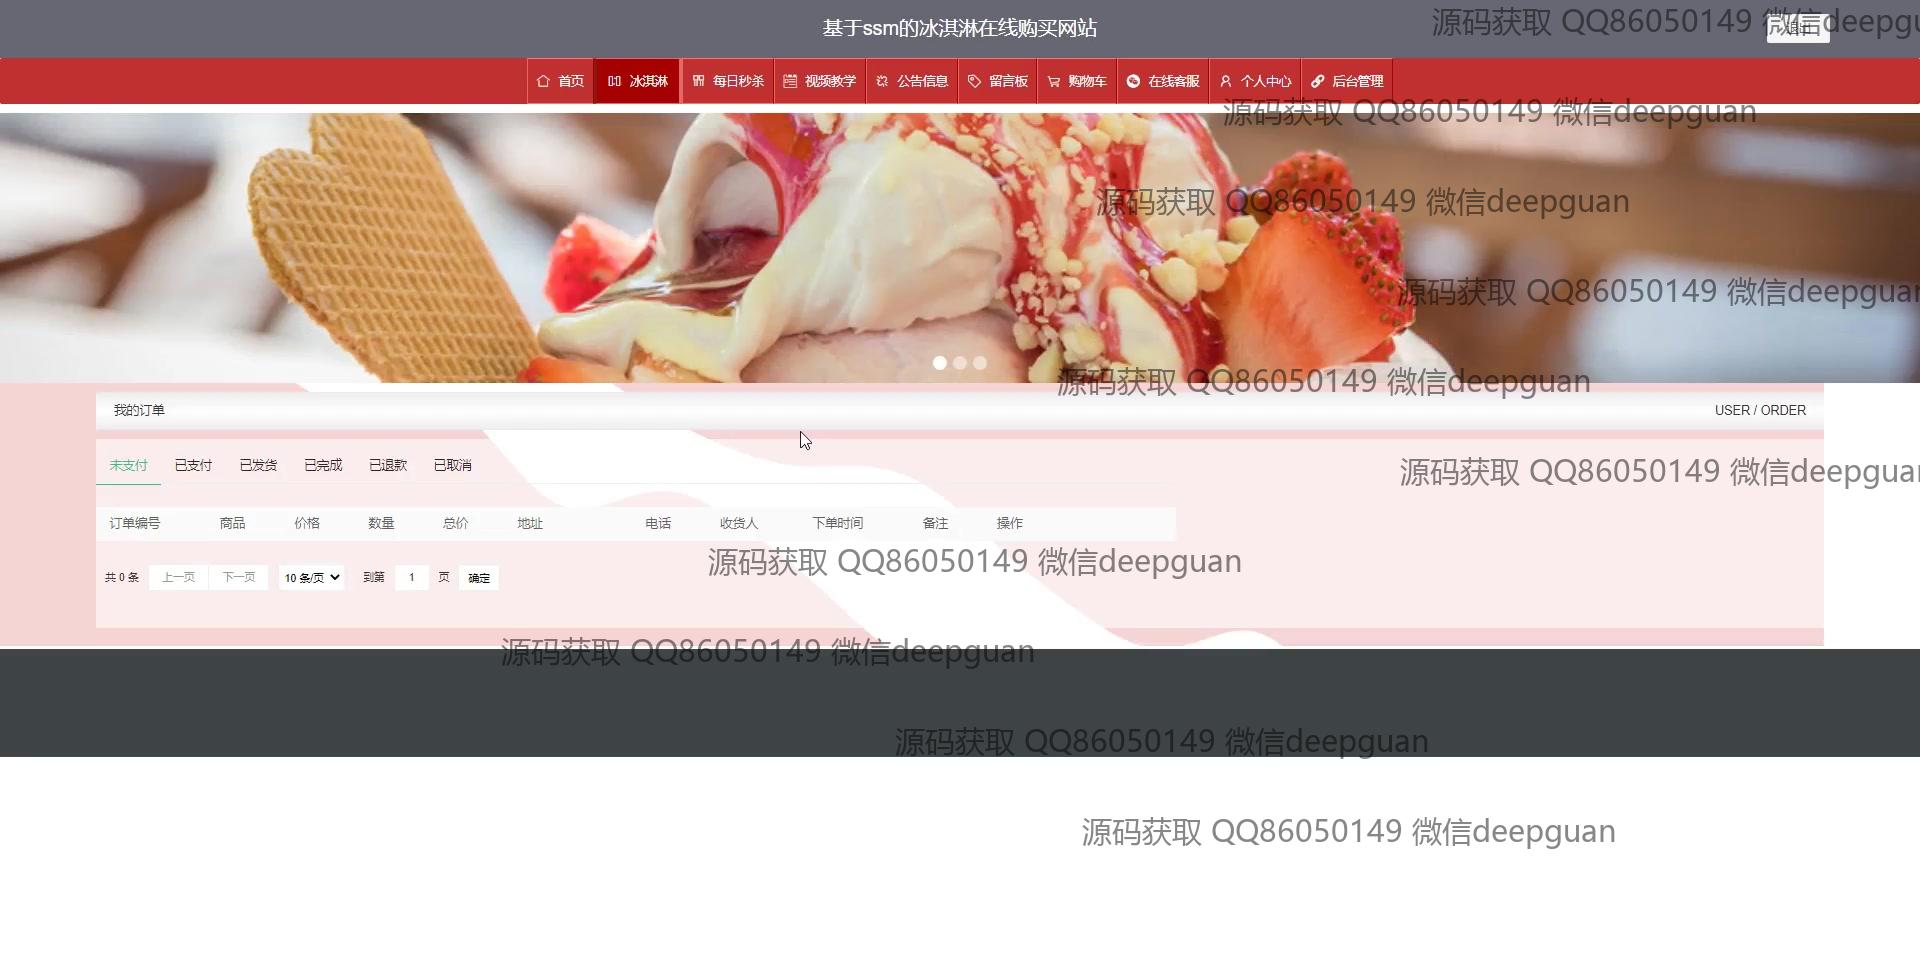 基于ssm的冰淇淋在线购买网站
源码获取 QQ86050149 微信deepgu
退出
首页 冰淇淋 每日秒杀 视频教学 公告信息 留言板 购物车 在线客服 个人中心 后台管理
源码获取 QQ86050149 微信deepguan
源码获取 QQ86050149 微信deepguan
源码获取 QQ86050149 微信deepguan
源码获取 QQ86050149 微信deepguan
我的订单 USER / ORDER
未支付 已支付 已发货 已完成 已退款 已取消
源码获取 QQ86050149 微信deepguan
订单编号 商品 价格 数量 总价 地址 电话 收货人 下单时间 备注 操作
源码获取 QQ86050149 微信deepguan
共 0 条 上一页 下一页 10 条/页 到第 1 页 确定
源码获取 QQ86050149 微信deepguan
源码获取 QQ86050149 微信deepguan
源码获取 QQ86050149 微信deepguan